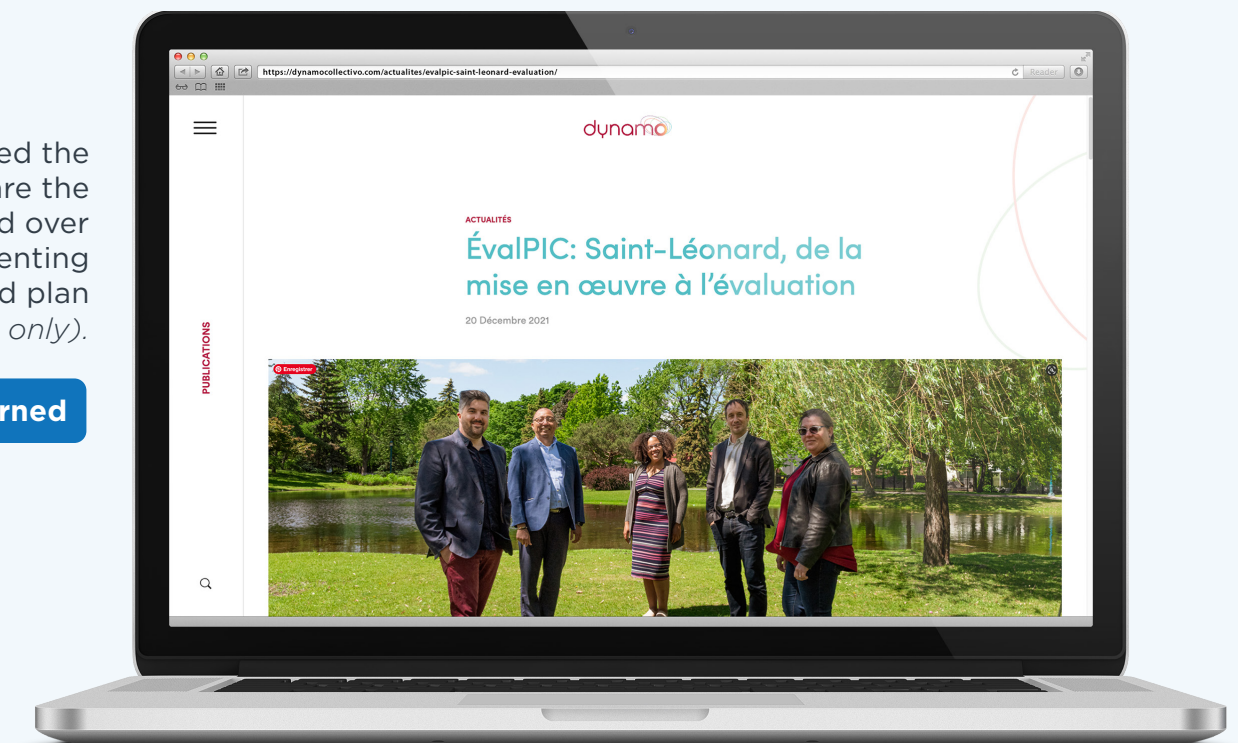 https://dynamocollectivo.com/actualites/evalpic-saint-leonard-evaluation/
Reader
dynamo
ACTUALITÉS
ÉvalPIC: Saint-Léonard, de la
mise en œuvre à l'évaluation
20 Décembre 2021
PUBLICATIONS
Enregistrer
ed the
are the
d over
enting
d plan
only).
rned